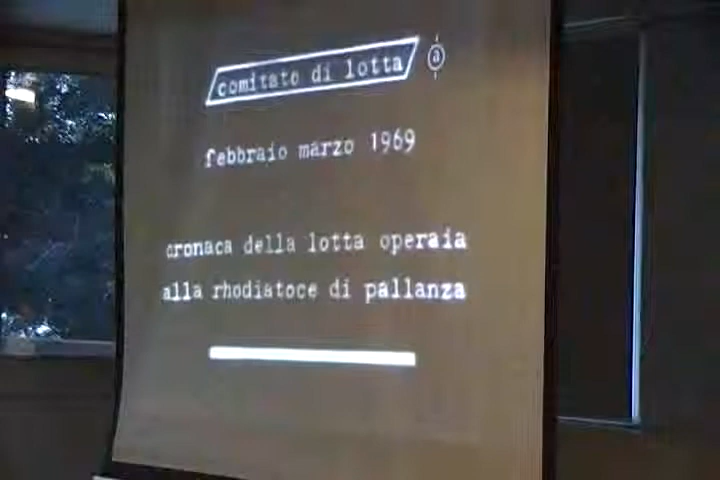 comitato di lotta a
febbraio marzo 1969
cronaca della lotta operaia
alla rhodiatoce di pallanza